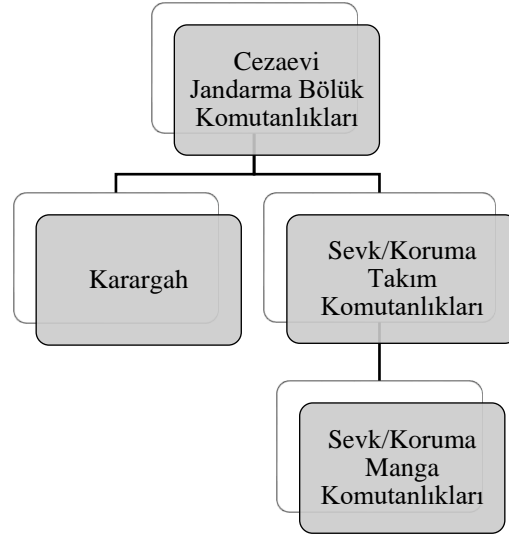 Cezaevi
Jandarma Bölük
Komutanlıkları
Karargah
Sevk/Koruma
Takım
Komutanlıkları
Sevk/Koruma
Manga
Komutanlıkları